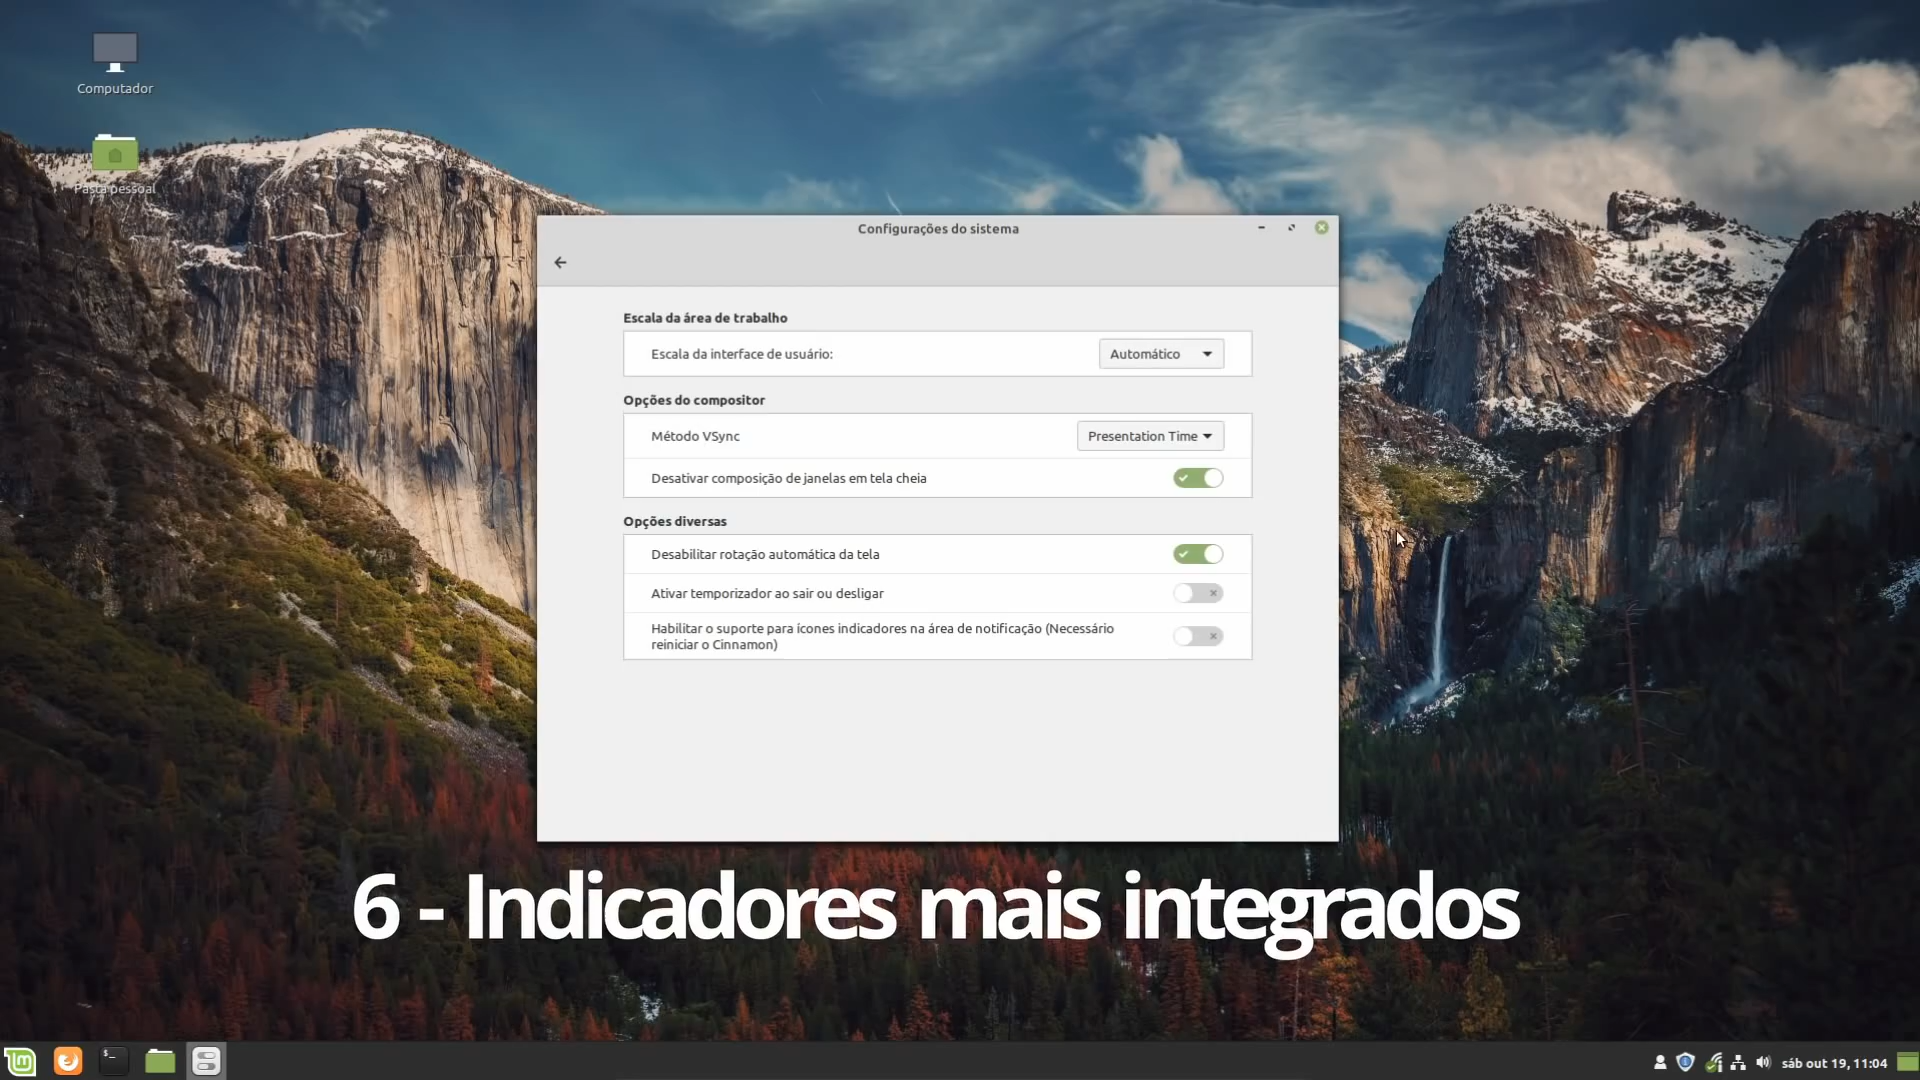 Computador
Pasta pessoal
Configurações do sistema
Escala da área de trabalho
Escala da interface de usuário:
Automático
Opções do compositor
Método VSync
Presentation Time
Desativar composição de janelas em tela cheia
Opções diversas
Desabilitar rotação automática da tela
Ativar temporizador ao sair ou desligar
Habilitar o suporte para ícones indicadores na área de notificação (Necessário
reiniciar o Cinnamon)
6 - Indicadores mais integrados
sáb out 19, 11:04